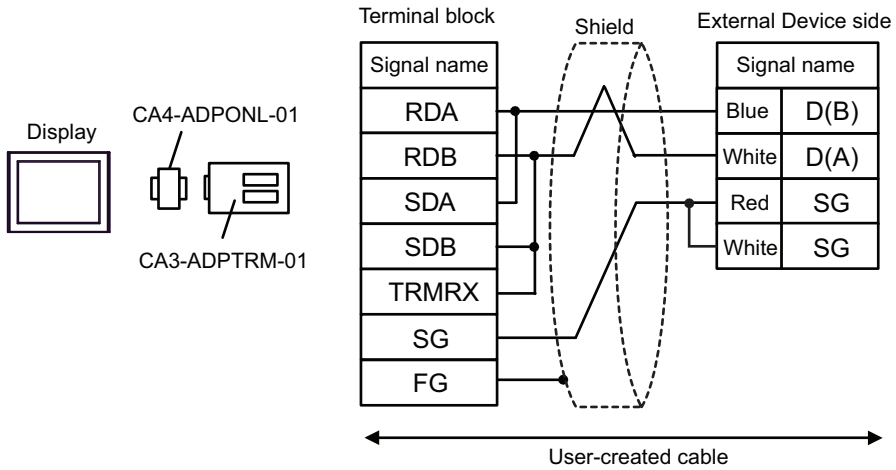 Terminal block
Shield
External Device side
Signal name
Signal name
RDA
Blue
D(B)
CA4-ADPONL-01
Display
RDB
White
D(A)
SDA
Red
SG
SDB
White
SG
CA3-ADPTRM-01
TRMRX
SG
FG
User-created cable